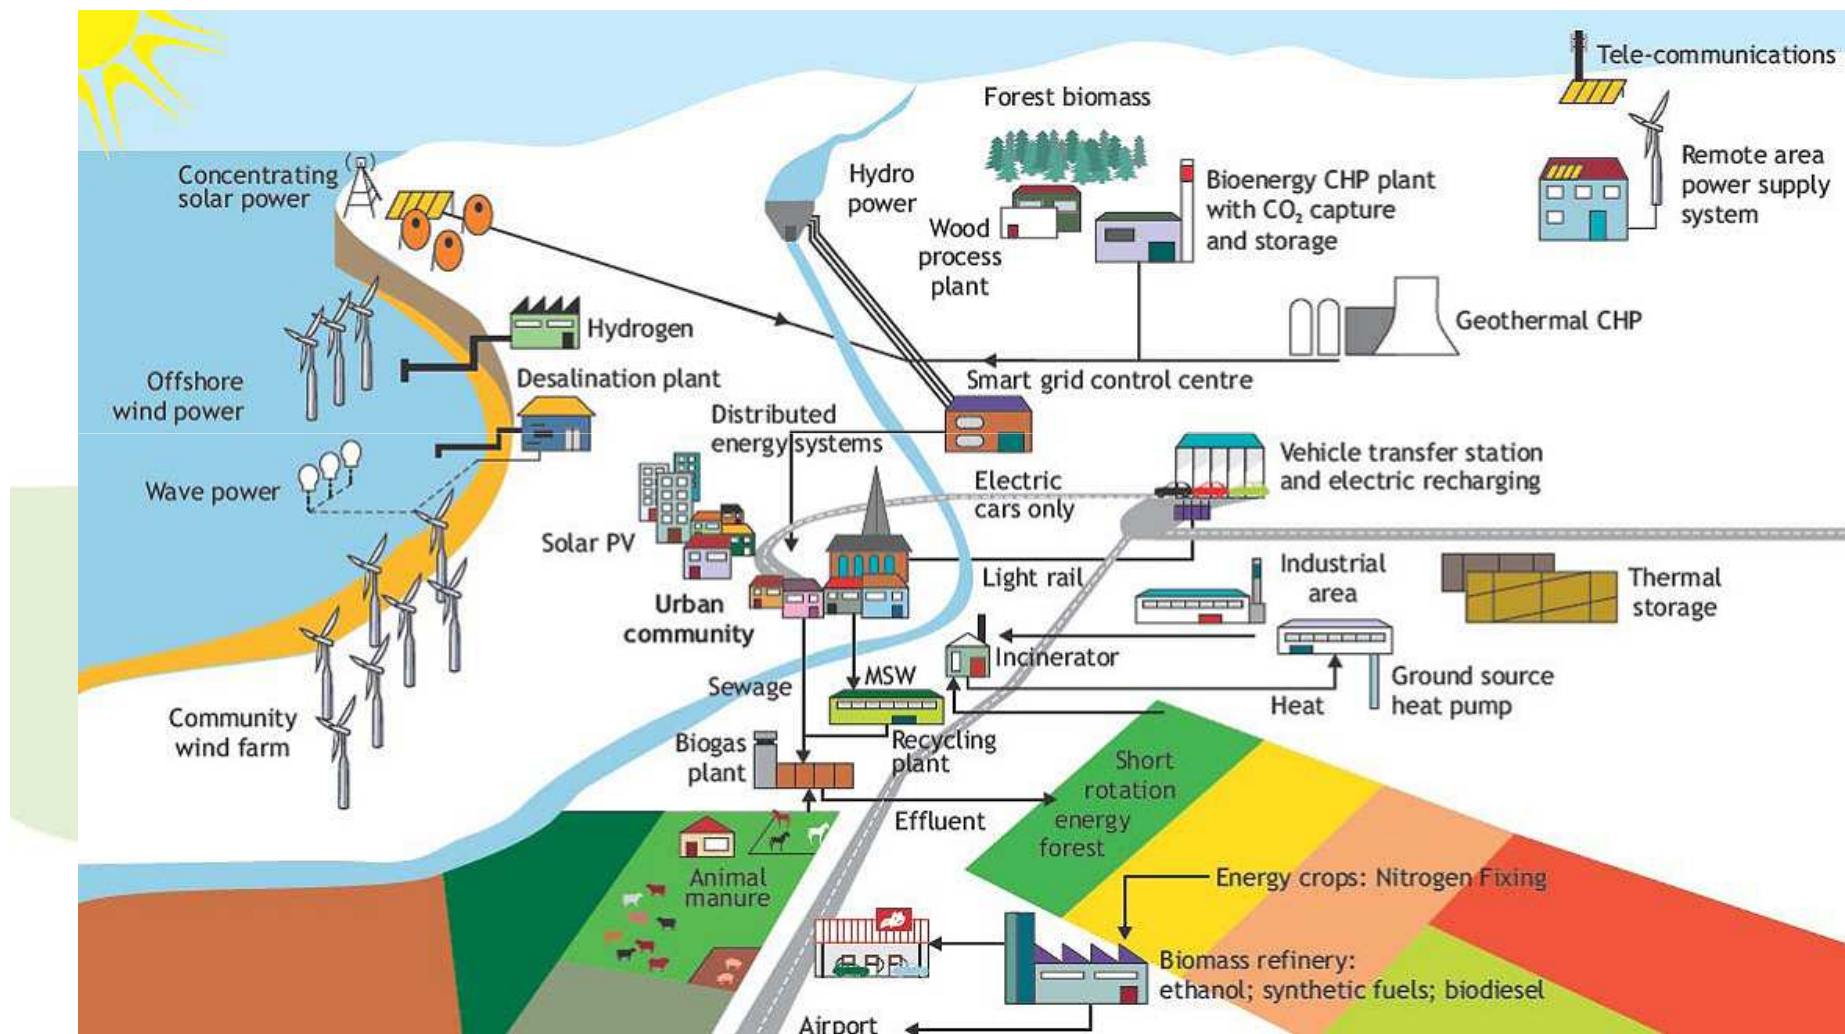 Tele-communications
Forest biomass
Concentrating
solar power
Hydro
power
Bioenergy CHP plant
with CO₂ capture
and storage
Remote area
power supply
system
Wood
process
plant
Hydrogen
Geothermal CHP
Offshore
wind power
Desalination plant
Smart grid control centre
Distributed
energy systems
Vehicle transfer station
and electric recharging
Wave power
Electric
cars only
Solar PV
Light rail
Industrial
area
Thermal
storage
Urban
community
Incinerator
Sewage
MSW
Heat
Ground source
heat pump
Community
wind farm
Biogas
plant
Recycling
plant
Short
rotation
energy
forest
Effluent
Animal
manure
Energy crops: Nitrogen Fixing
Biomass refinery:
ethanol; synthetic fuels; biodiesel
Airport